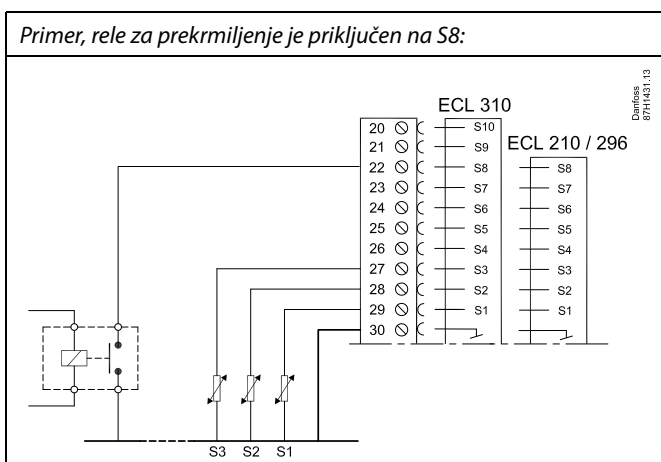 Primer, rele za prekrmiljenje je priključen na S8:
Danfoss
87H1431.13
ECL 310
ECL 210 / 296
20 S10
21 S9
22 S8 S8
23 S7 S7
24 S6 S6
25 S5 S5
26 S4 S4
27 S3 S3
28 S2 S2
29 S1 S1
30
S3 S2 S1